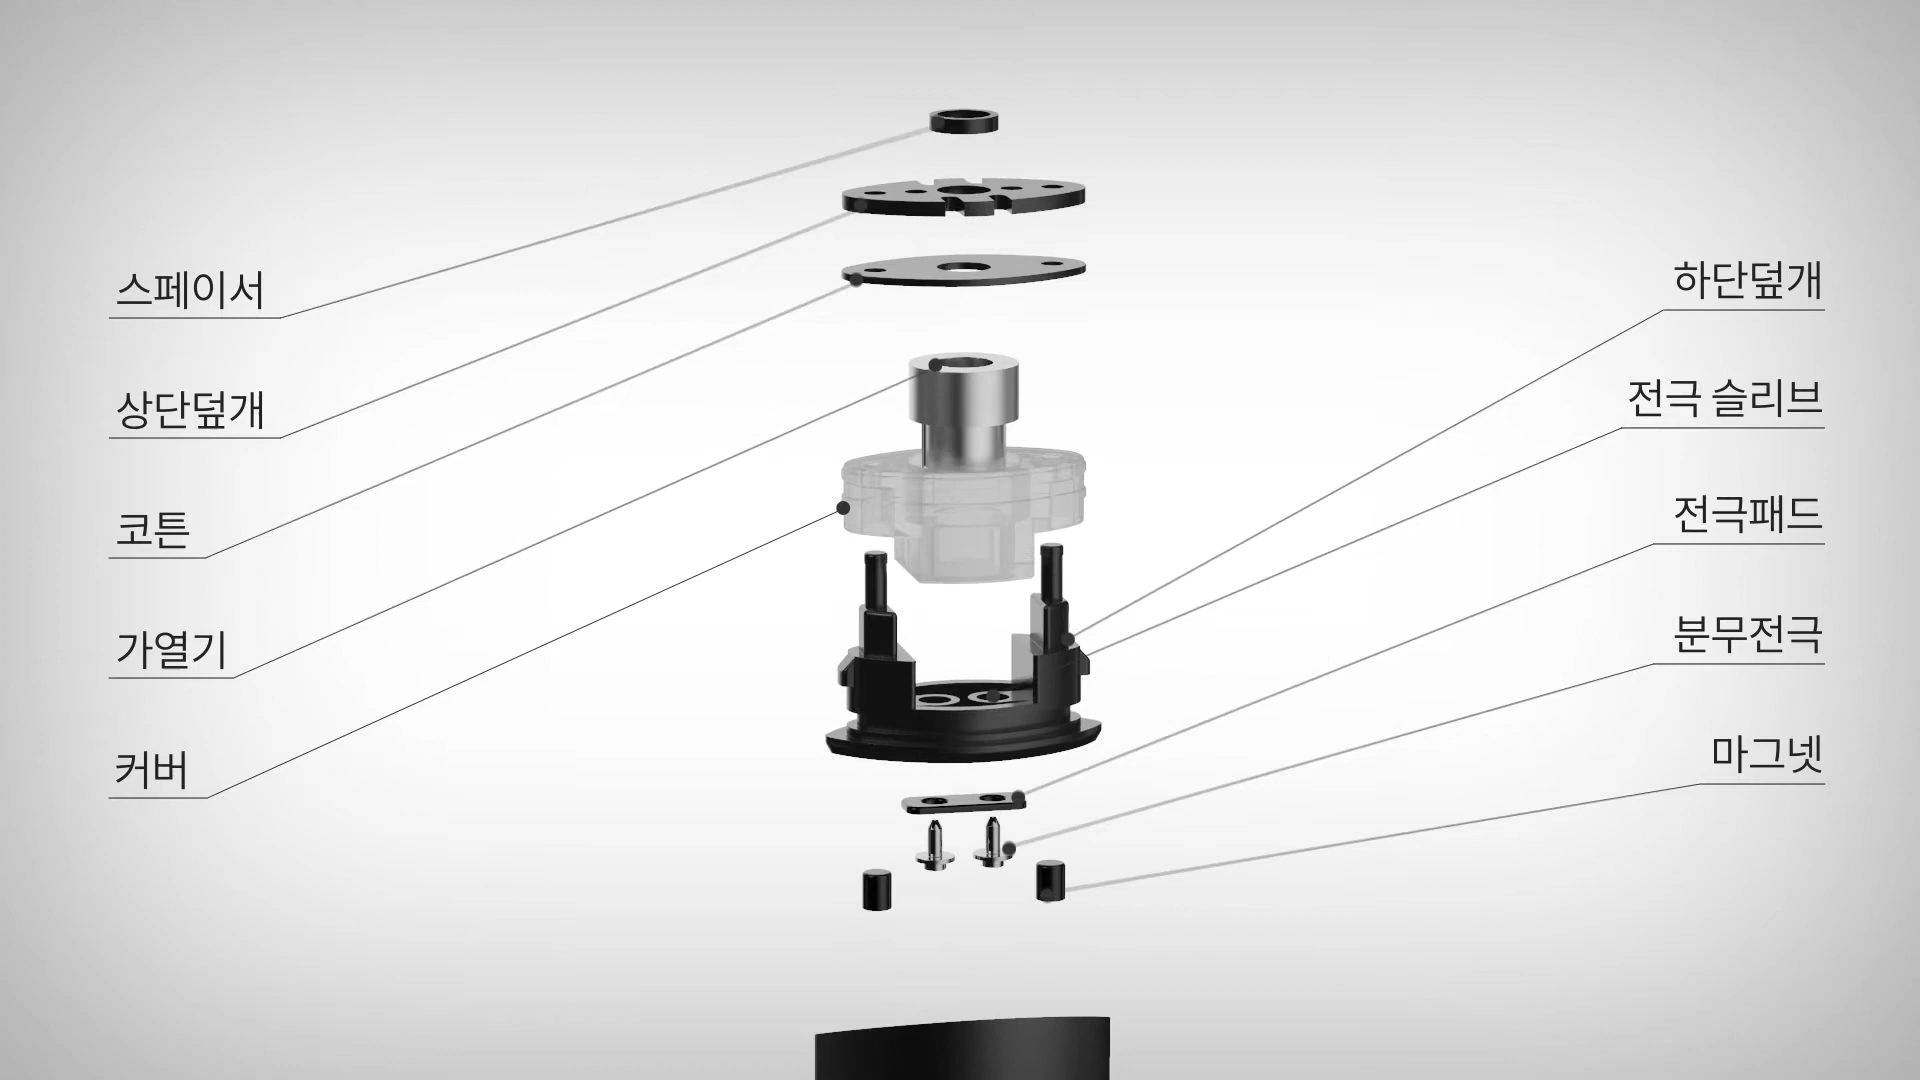 스페이서
상단덮개
코튼
가열기
커버
하단덮개
전극 슬리브
전극패드
분무전극
마그넷